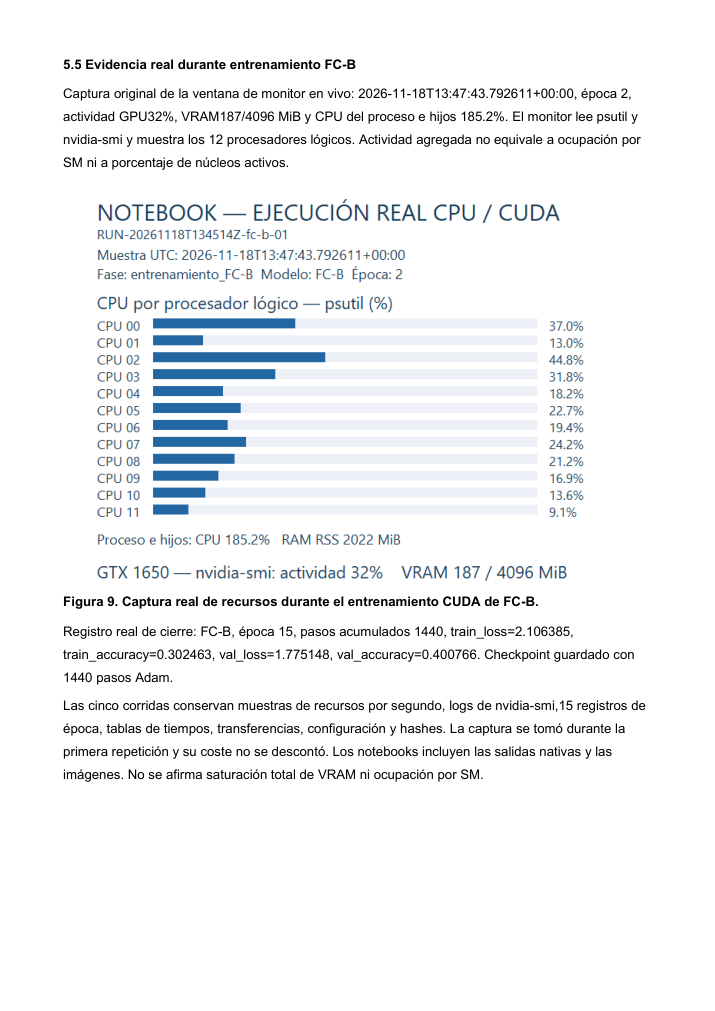 5.5 Evidencia real durante entrenamiento FC-B
Captura original de la ventana de monitor en vivo: 2026-11-18T13:47:43.792611+00:00, época 2,
actividad GPU32%, VRAM187/4096 MiB y CPU del proceso e hijos 185.2%. El monitor lee psutil y
nvidia-smi y muestra los 12 procesadores lógicos. Actividad agregada no equivale a ocupación por
SM ni a porcentaje de núcleos activos.
NOTEBOOK — EJECUCIÓN REAL CPU / CUDA
RUN-20261118T134514Z-fc-b-01
Muestra UTC: 2026-11-18T13:47:43.792611+00:00
Fase: entrenamiento_FC-B Modelo: FC-B Época: 2
CPU por procesador lógico — psutil (%)
CPU 00 37.0%
CPU 01 13.0%
CPU 02 44.8%
CPU 03 31.8%
CPU 04 18.2%
CPU 05 22.7%
CPU 06 19.4%
CPU 07 24.2%
CPU 08 21.2%
CPU 09 16.9%
CPU 10 13.6%
CPU 11 9.1%
Proceso e hijos: CPU 185.2% RAM RSS 2022 MiB
GTX 1650 — nvidia-smi: actividad 32% VRAM 187 / 4096 MiB
Figura 9. Captura real de recursos durante el entrenamiento CUDA de FC-B.
Registro real de cierre: FC-B, época 15, pasos acumulados 1440, train_loss=2.106385,
train_accuracy=0.302463, val_loss=1.775148, val_accuracy=0.400766. Checkpoint guardado con
1440 pasos Adam.
Las cinco corridas conservan muestras de recursos por segundo, logs de nvidia-smi,15 registros de
época, tablas de tiempos, transferencias, configuración y hashes. La captura se tomó durante la
primera repetición y su coste no se descontó. Los notebooks incluyen las salidas nativas y las
imágenes. No se afirma saturación total de VRAM ni ocupación por SM.